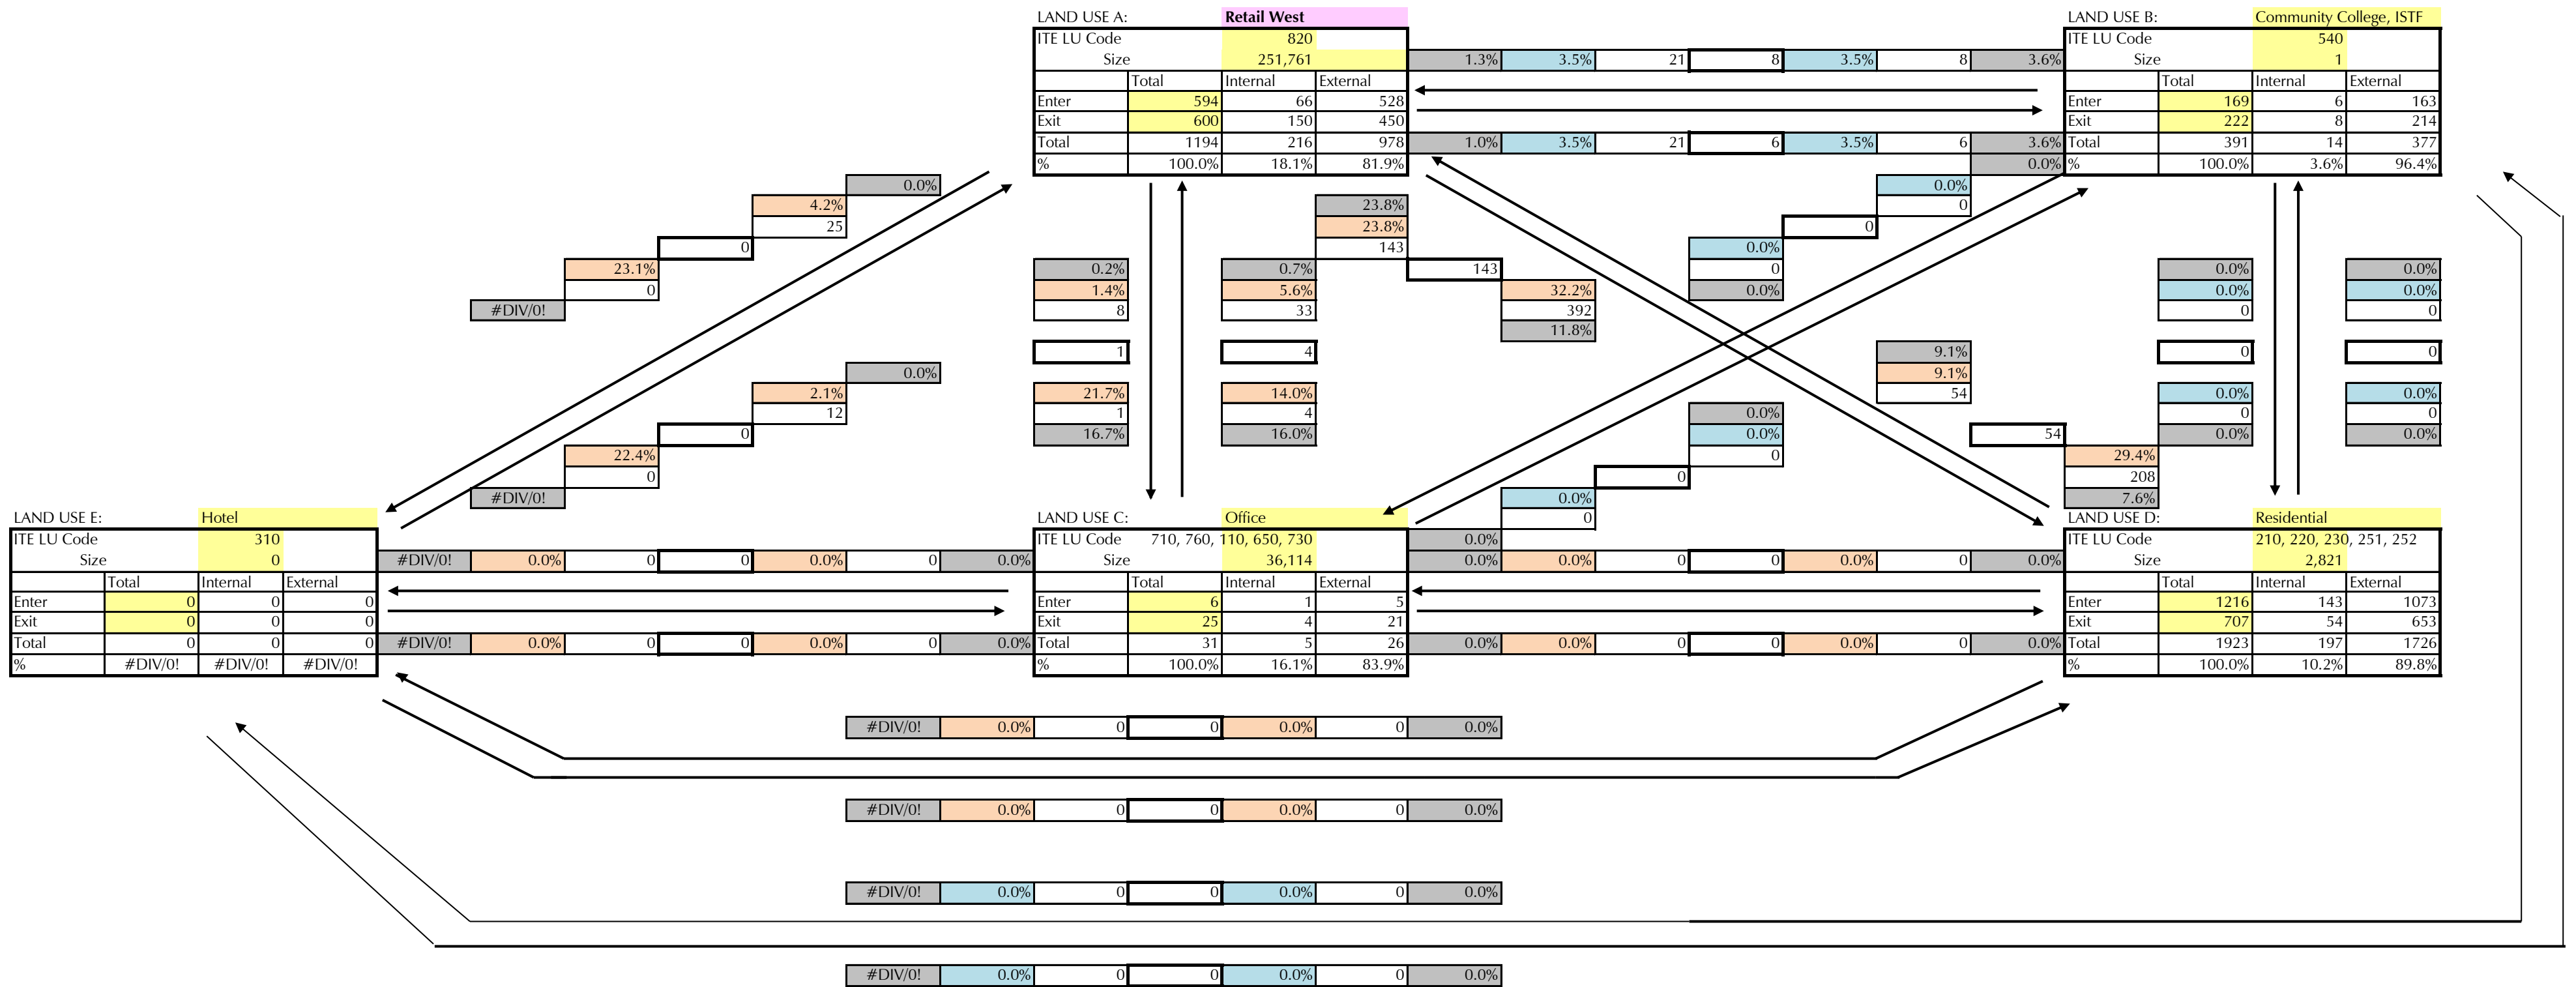 LAND USE A: Retail West LAND USE B: Community College, ISTF
ITE LU Code 820 ITE LU Code 540
Size 251,761 1.3% 3.5% 21 8 3.5% 8 3.6% Size 1
Total Internal External Total Internal External
Enter 594 66 528 Enter 169 6 163
Exit 600 150 450 Exit 222 8 214
Total 1194 216 978 1.0% 3.5% 21 6 3.5% 6 3.6% Total 391 14 377
% 100.0% 18.1% 81.9% 0.0% % 100.0% 3.6% 96.4%
0.0% 0.0%
4.2% 23.8% 0
25 23.8% 0
0 143 0.0%
23.1% 0.2% 0.7% 143 0 0.0% 0.0%
0 1.4% 5.6% 32.2% 0.0% 0.0% 0.0%
#DIV/0! 8 33 392 0 0
11.8%
1 4 9.1% 0 0
0.0% 9.1%
2.1% 21.7% 14.0% 54 0.0% 0.0%
12 1 4 0.0% 0 0
0 16.7% 16.0% 0.0% 54 0.0% 0.0%
22.4% 0 29.4%
0 0 208
#DIV/0! 0.0% 7.6%
LAND USE E: Hotel LAND USE C: Office 0 LAND USE D: Residential
ITE LU Code 310 ITE LU Code 710, 760, 110, 650, 730 0.0% ITE LU Code 210, 220, 230, 251, 252
Size 0 #DIV/0! 0.0% 0 0 0.0% 0 0.0% Size 36,114 0.0% 0.0% 0 0 0.0% 0 0.0% Size 2,821
Total Internal External Total Internal External Total Internal External
Enter 0 0 0 Enter 6 1 5 Enter 1216 143 1073
Exit 0 0 0 Exit 25 4 21 Exit 707 54 653
Total 0 0 0 #DIV/0! 0.0% 0 0 0.0% 0 0.0% Total 31 5 26 0.0% 0.0% 0 0 0.0% 0 0.0% Total 1923 197 1726
% #DIV/0! #DIV/0! #DIV/0! % 100.0% 16.1% 83.9% % 100.0% 10.2% 89.8%
#DIV/0! 0.0% 0 0 0.0% 0 0.0%
#DIV/0! 0.0% 0 0 0.0% 0 0.0%
#DIV/0! 0.0% 0 0 0.0% 0 0.0%
#DIV/0! 0.0% 0 0 0.0% 0 0.0%